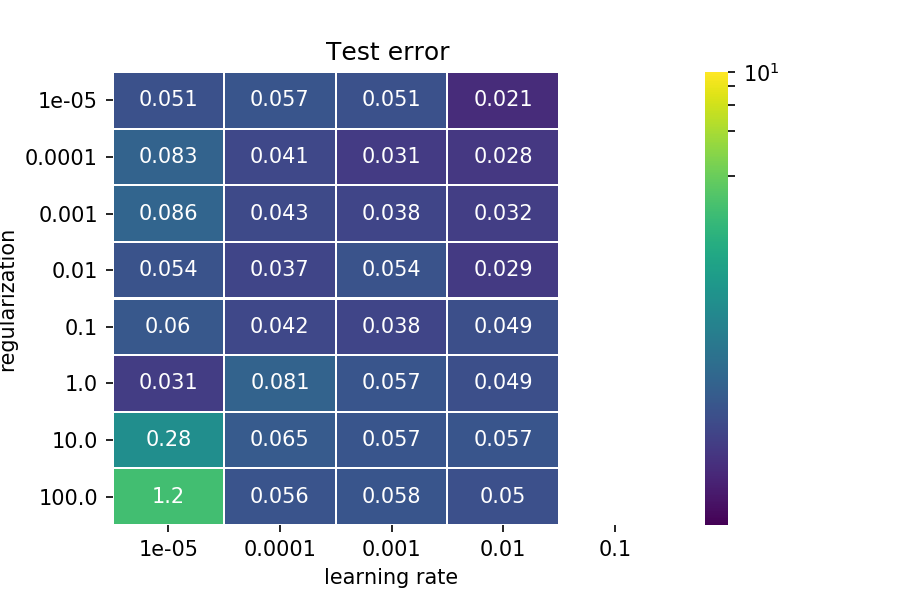 Test error
10¹
1e-05 0.051 0.057 0.051 0.021
0.0001 0.083 0.041 0.031 0.028
0.001 0.086 0.043 0.038 0.032
0.01 0.054 0.037 0.054 0.029
0.1 0.06 0.042 0.038 0.049
1.0 0.031 0.081 0.057 0.049
10.0 0.28 0.065 0.057 0.057
100.0 1.2 0.056 0.058 0.05
regularization
1e-05 0.0001 0.001 0.01 0.1
learning rate